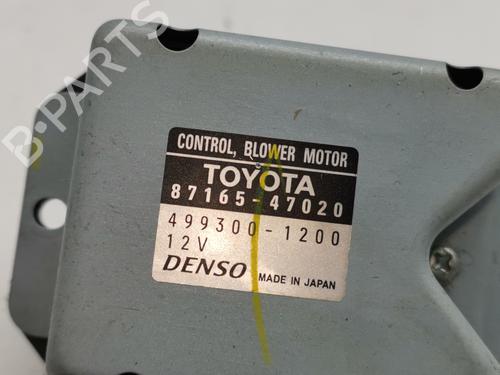 CONTROL, BLOWER MOTOR
TOYOTA
87165-47020
499300-1200
12V
DENSO MADE IN JAPAN
B-PARTS